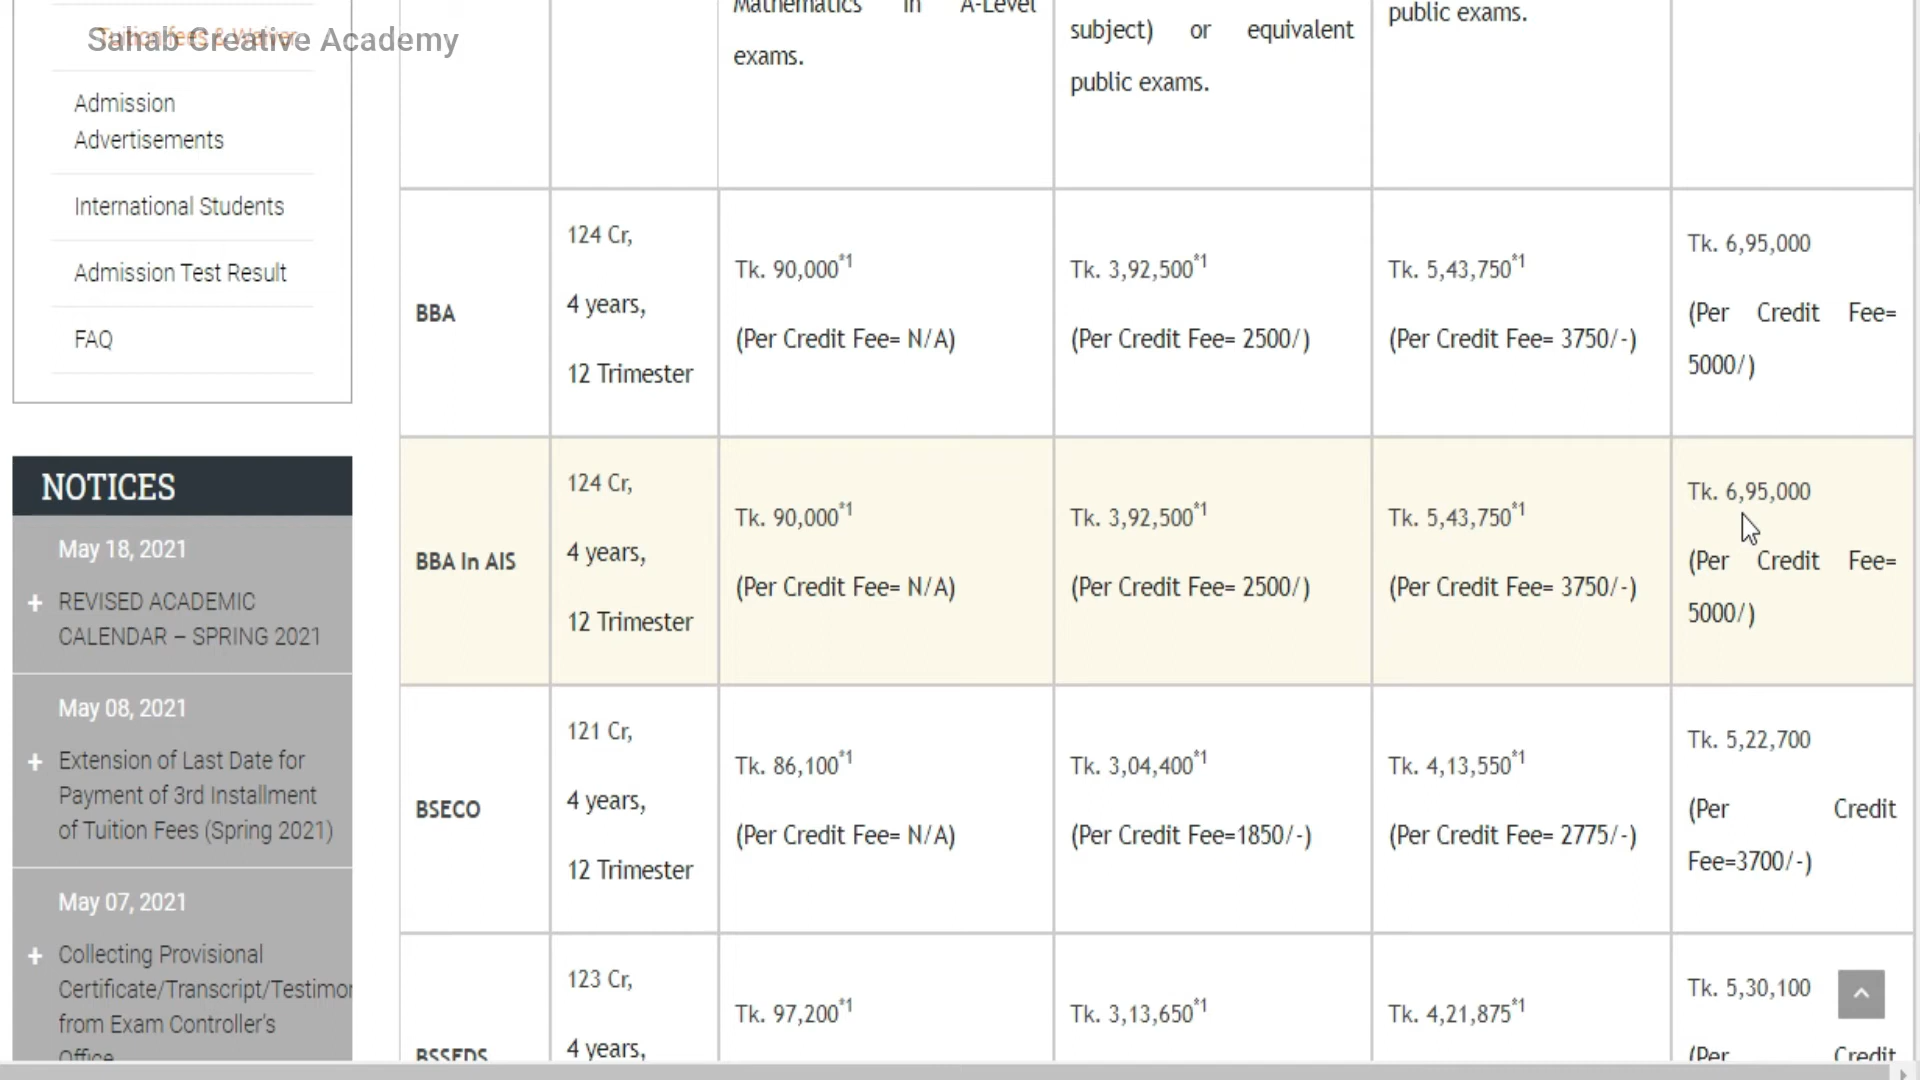 Sahab Creative Academy
Tuition fees & Waiver
Admission
Advertisements
International Students
Admission Test Result
FAQ
NOTICES
May 18, 2021
+ REVISED ACADEMIC
CALENDAR – SPRING 2021
May 08, 2021
+ Extension of Last Date for
Payment of 3rd Installment
of Tuition Fees (Spring 2021)
May 07, 2021
+ Collecting Provisional
Certificate/Transcript/Testimor
from Exam Controller's
Office
Mathematics in A-Level
exams.
subject) or equivalent
public exams.
public exams.
BBA
124 Cr,
4 years,
12 Trimester
Tk. 90,000*1
(Per Credit Fee= N/A)
Tk. 3,92,500*1
(Per Credit Fee= 2500/)
Tk. 5,43,750*1
(Per Credit Fee= 3750/-)
Tk. 6,95,000
(Per Credit Fee=
5000/)
BBA In AIS
124 Cr,
4 years,
12 Trimester
Tk. 90,000*1
(Per Credit Fee= N/A)
Tk. 3,92,500*1
(Per Credit Fee= 2500/)
Tk. 5,43,750*1
(Per Credit Fee= 3750/-)
Tk. 6,95,000
(Per Credit Fee=
5000/)
BSECO
121 Cr,
4 years,
12 Trimester
Tk. 86,100*1
(Per Credit Fee= N/A)
Tk. 3,04,400*1
(Per Credit Fee=1850/-)
Tk. 4,13,550*1
(Per Credit Fee= 2775/-)
Tk. 5,22,700
(Per Credit
Fee=3700/-)
BSSEDS
123 Cr,
4 years,
Tk. 97,200*1
Tk. 3,13,650*1
Tk. 4,21,875*1
Tk. 5,30,100
(Per Credit